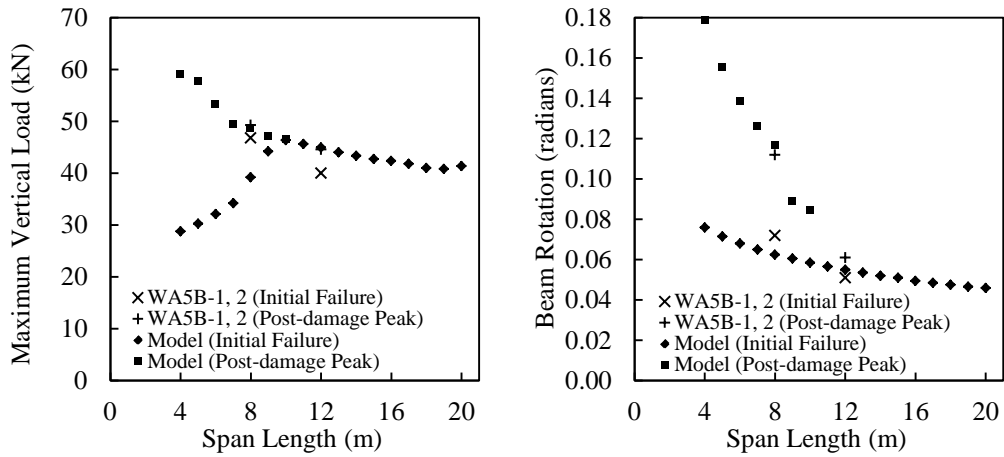 Maximum Vertical Load (kN)
70
60
50
40
30
20
10
0
WA5B-1, 2 (Initial Failure)
WA5B-1, 2 (Post-damage Peak)
Model (Initial Failure)
Model (Post-damage Peak)
0 4 8 12 16 20
Span Length (m)
Beam Rotation (radians)
0.18
0.16
0.14
0.12
0.10
0.08
0.06
0.04
0.02
0.00
WA5B-1, 2 (Initial Failure)
WA5B-1, 2 (Post-damage Peak)
Model (Initial Failure)
Model (Post-damage Peak)
0 4 8 12 16 20
Span Length (m)